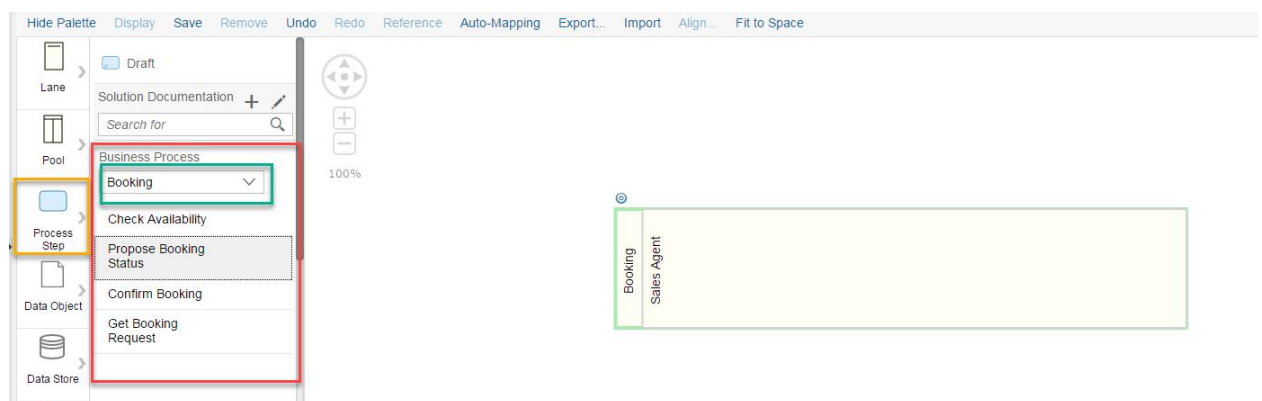 Hide Palette Display Save Remove Undo Redo Reference Auto-Mapping Export... Import Align... Fit to Space
Lane
Pool
Process
Step
Data Object
Data Store
Draft
Solution Documentation
Search for
Business Process
Booking
Check Availability
Propose Booking
Status
Confirm Booking
Get Booking
Request
100%
Booking
Sales Agent